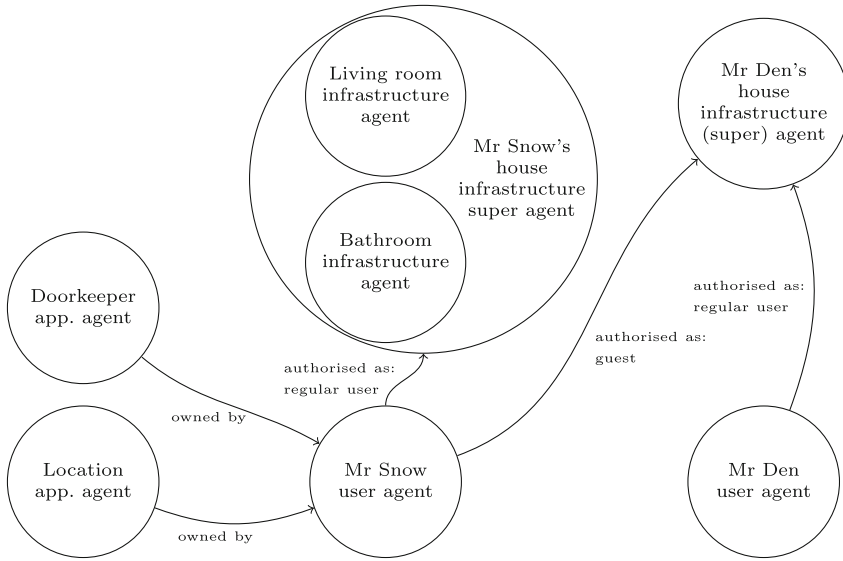 Living room
infrastructure
agent
Mr Snow's
house
infrastructure
super agent
Bathroom
infrastructure
agent
Mr Den's
house
infrastructure
(super) agent
Doorkeeper
app. agent
authorised as:
regular user
authorised as:
guest
authorised as:
regular user
owned by
Location
app. agent
owned by
Mr Snow
user agent
Mr Den
user agent